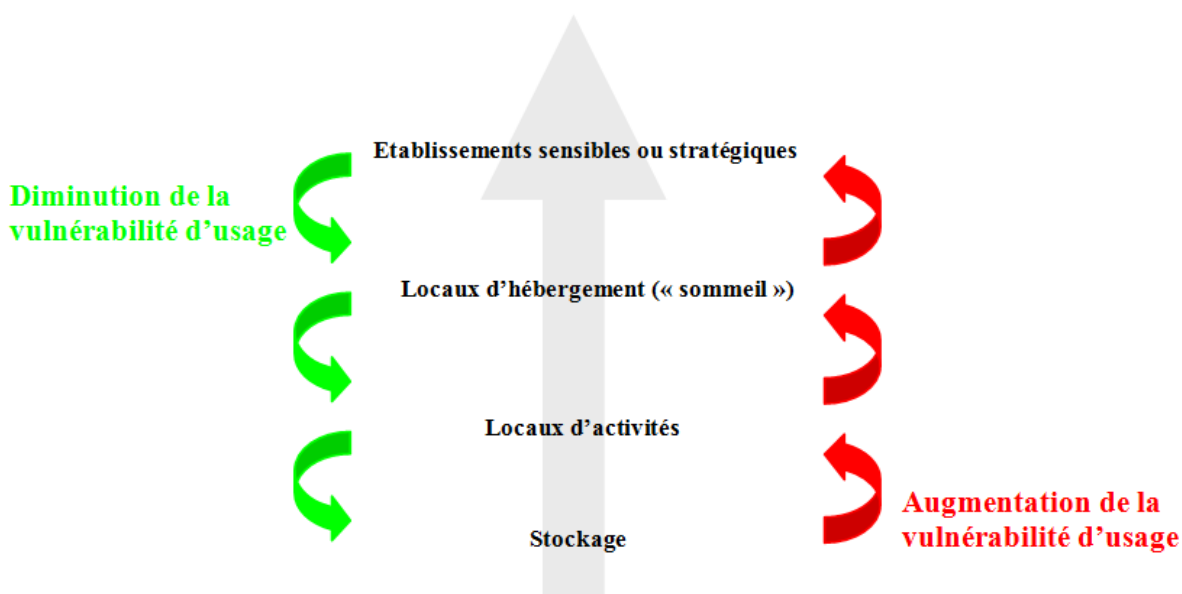 Etablissements sensibles ou stratégiques
Diminution de la
vulnérabilité d’usage
Locaux d’hébergement (« sommeil »)
Locaux d’activités
Augmentation de la
vulnérabilité d’usage
Stockage